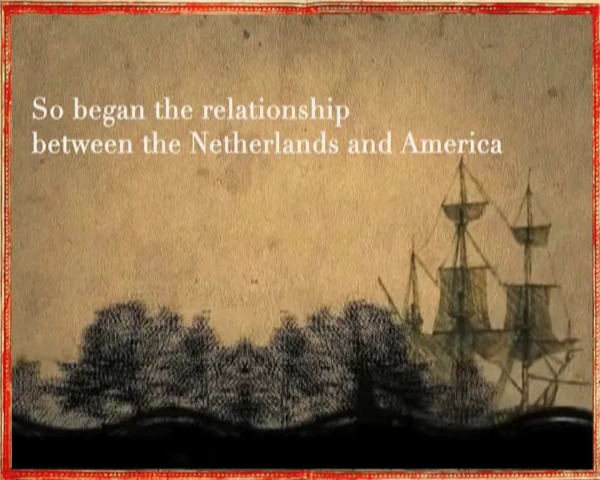 So began the relationship
between the Netherlands and America